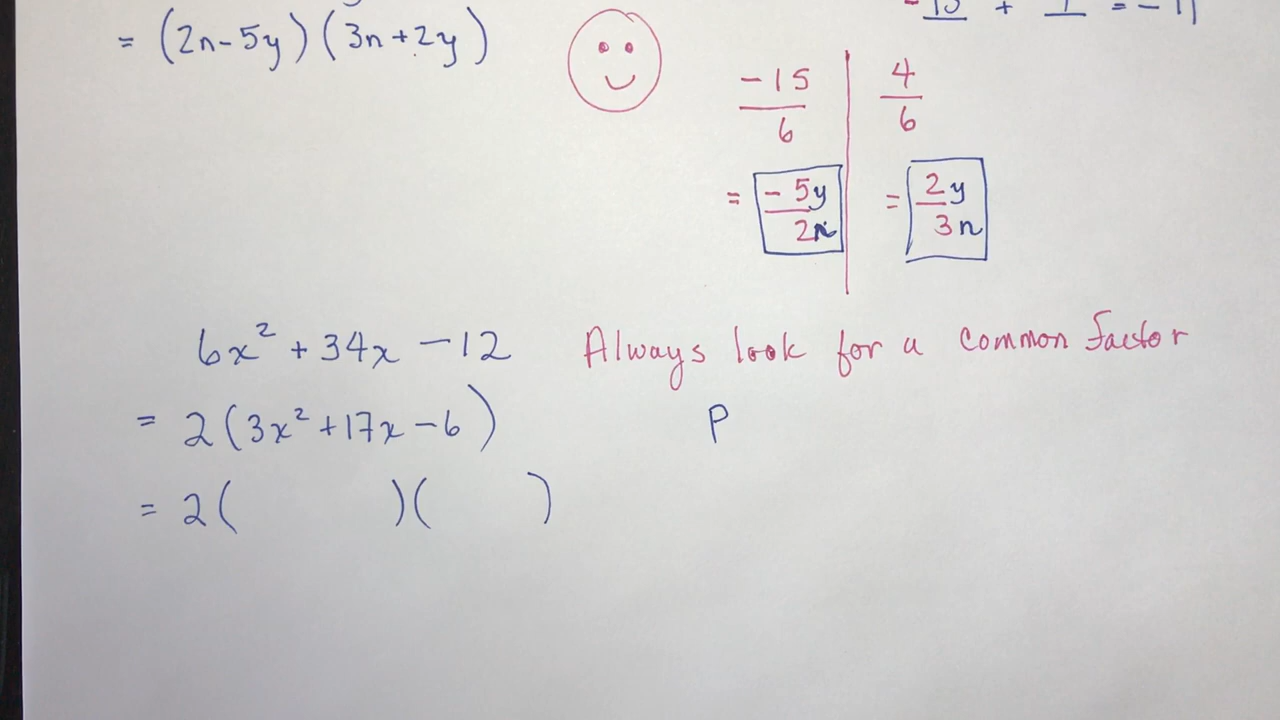 = (2n-5y)(3n+2y)
+ = -11
-15 | 4
6 | 6
= -5y | = 2y
2n | 3n
6x² + 34x - 12 Always look for a common factor
= 2(3x² + 17x - 6) P
= 2( )( )